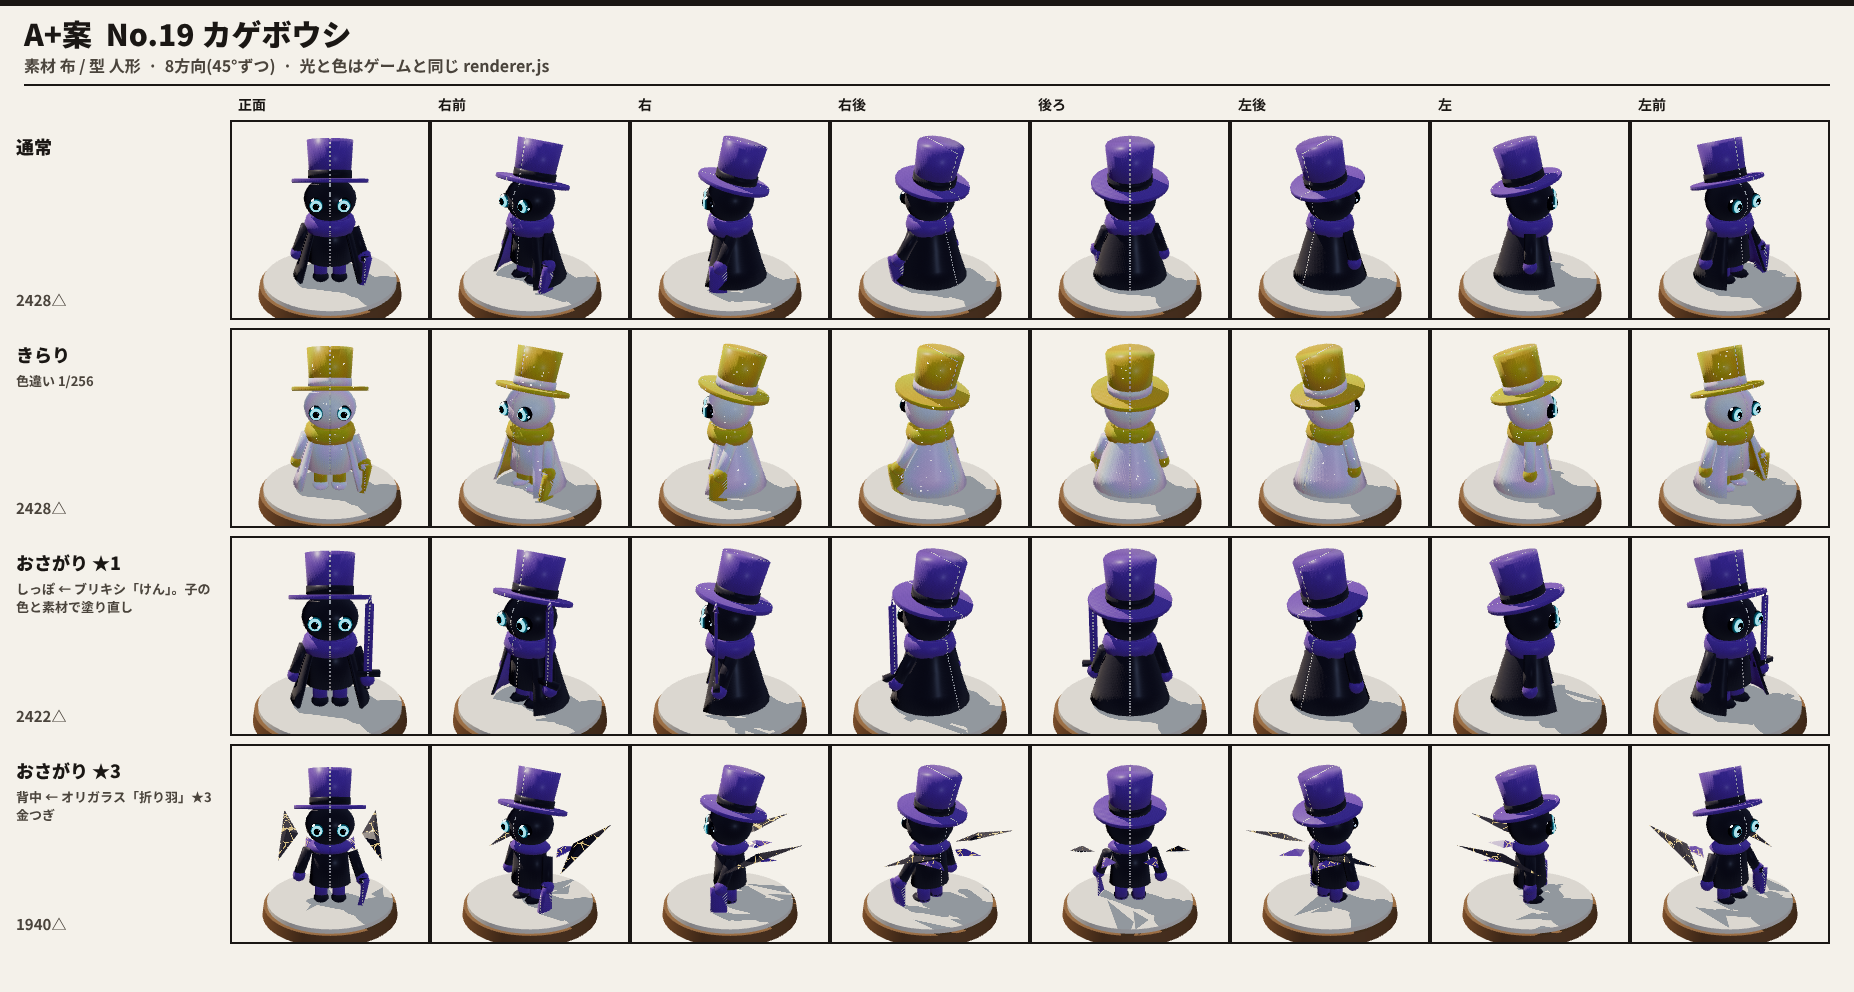 A+案 No.19 カゲボウシ
素材 布 / 型 人形 ・ 8方向(45°ずつ) ・ 光と色はゲームと同じ renderer.js
正面 右前 右 右後 後ろ 左後 左 左前
通常
2428△
きらり
色違い 1/256
2428△
おさがり ★1
しっぽ ← ブリキシ「けん」。子の
色と素材で塗り直し
2422△
おさがり ★3
背中 ← オリガラス「折り羽」★3
金つぎ
1940△